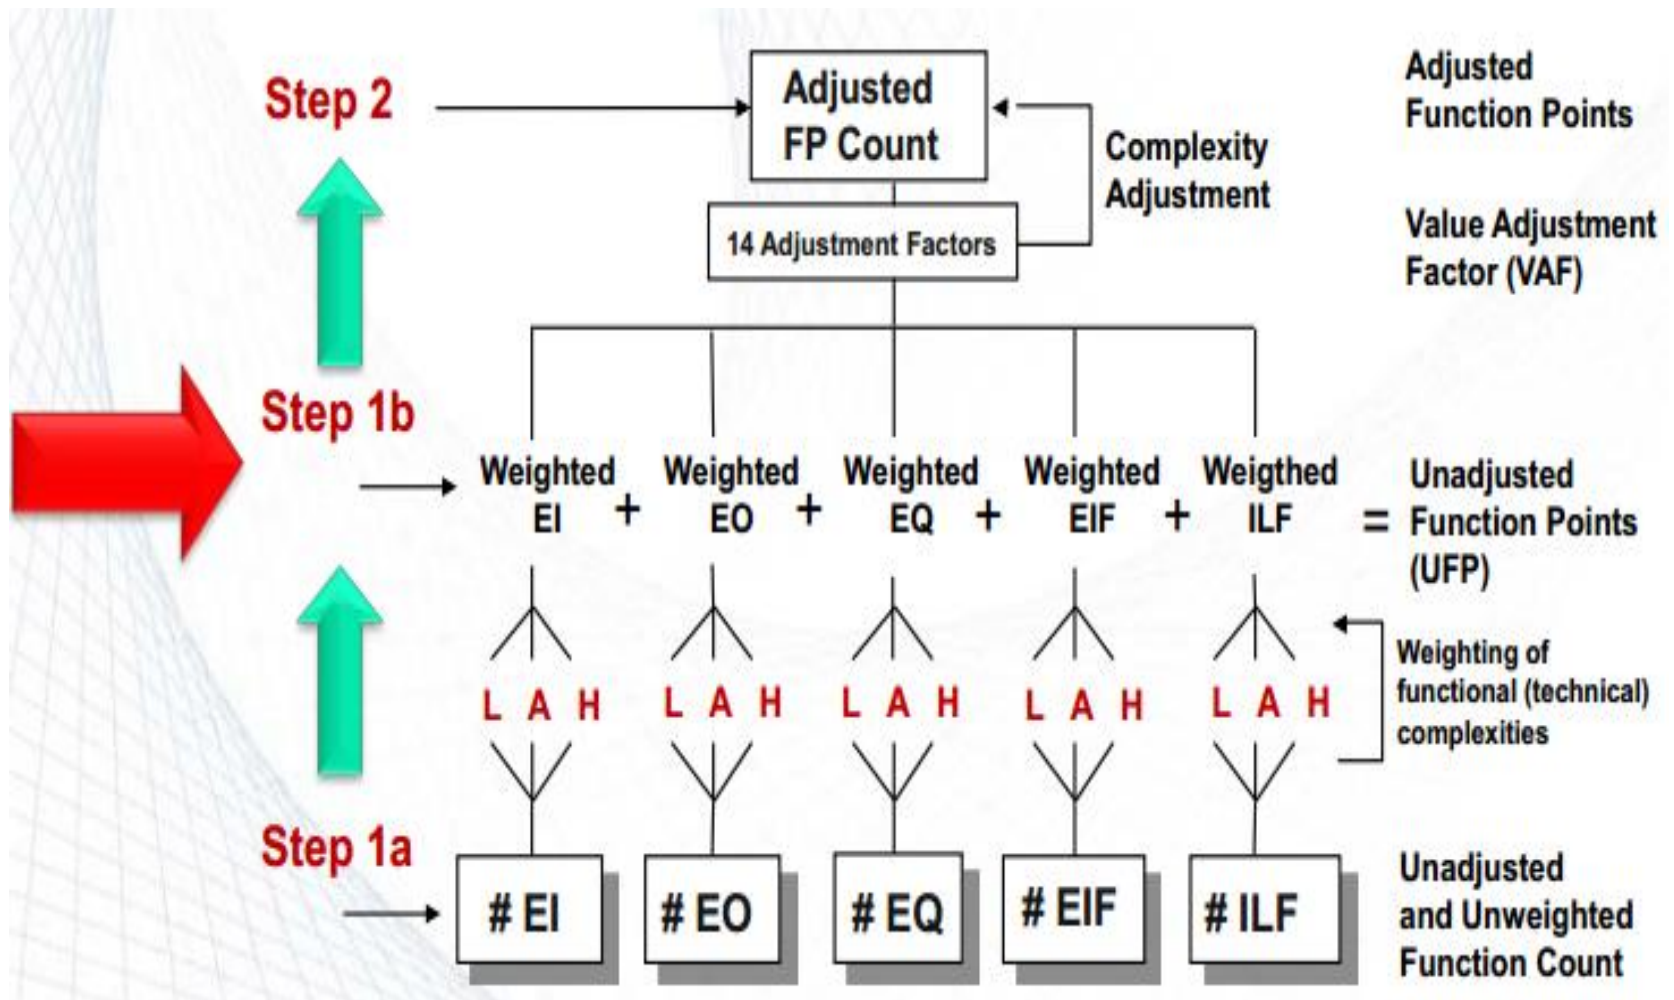 Step 2
Adjusted
FP Count
Complexity
Adjustment
Adjusted
Function Points
14 Adjustment Factors
Value Adjustment
Factor (VAF)
Step 1b
Weighted
EI
+
Weighted
EO
+
Weighted
EQ
+
Weighted
EIF
+
Weigthed
ILF
=
Unadjusted
Function Points
(UFP)
L A H
L A H
L A H
L A H
L A H
Weighting of
functional (technical)
complexities
Step 1a
# EI
# EO
# EQ
# EIF
# ILF
Unadjusted
and Unweighted
Function Count